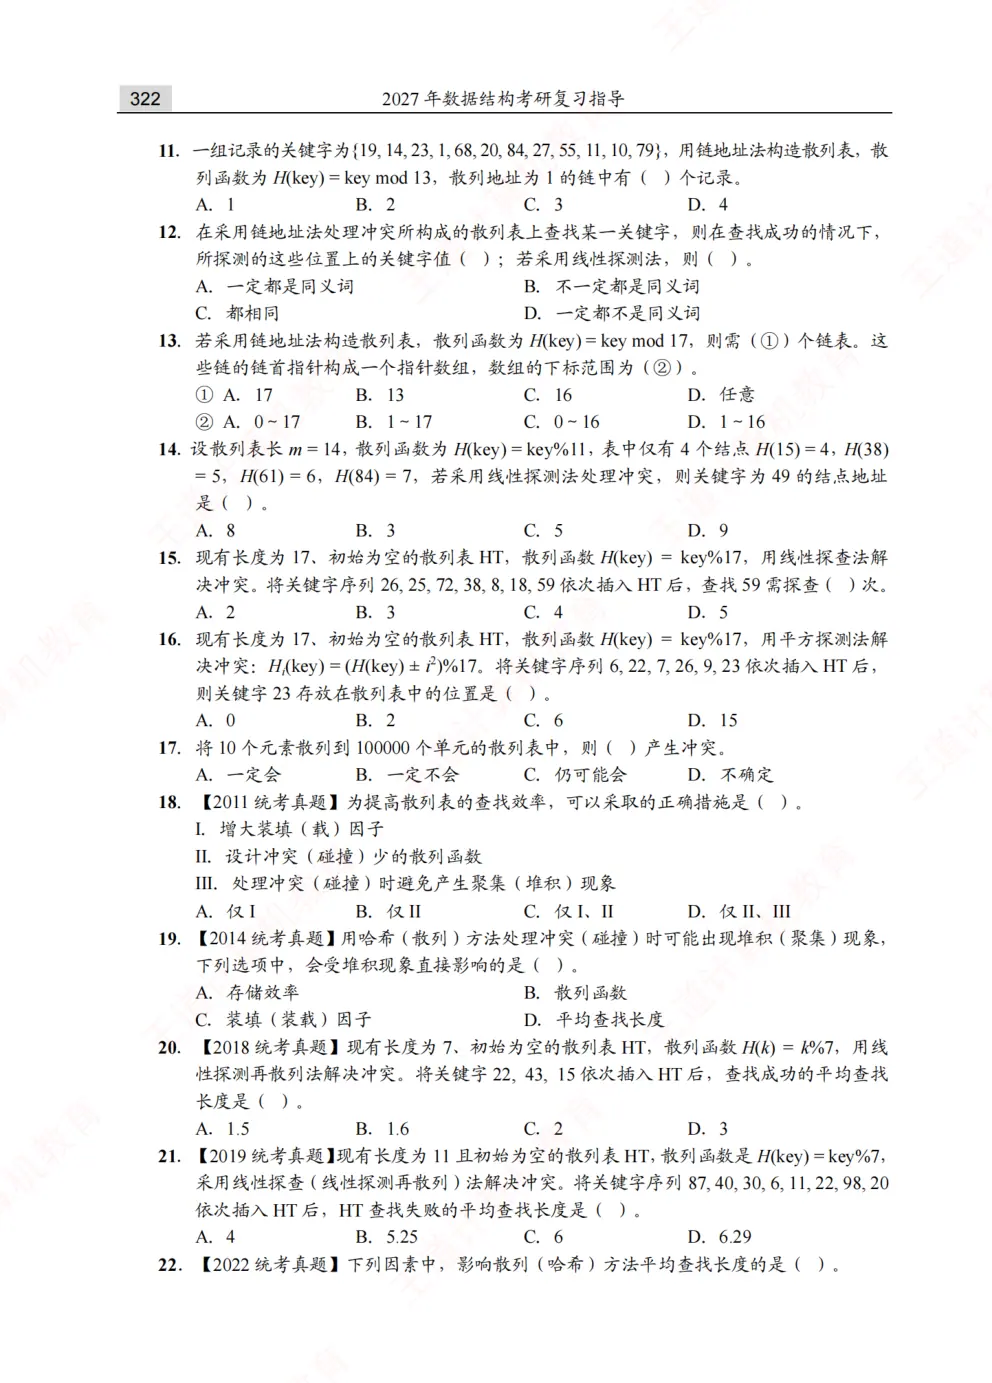 322
2027 年数据结构考研复习指导
11. 一组记录的关键字为{19, 14, 23, 1, 68, 20, 84, 27, 55, 11, 10, 79}，用链地址法构造散列表，散
列函数为 H(key) = key mod 13，散列地址为 1 的链中有（ ）个记录。
A. 1 B. 2 C. 3 D. 4
12. 在采用链地址法处理冲突所构成的散列表上查找某一关键字，则在查找成功的情况下，
所探测的这些位置上的关键字值（ ）；若采用线性探测法，则（ ）。
A. 一定都是同义词 B. 不一定都是同义词
C. 都相同 D. 一定都不是同义词
13. 若采用链地址法构造散列表，散列函数为 H(key) = key mod 17，则需（①）个链表。这
些链的链首指针构成一个指针数组，数组的下标范围为（②）。
① A. 17 B. 13 C. 16 D. 任意
② A. 0~17 B. 1~17 C. 0~16 D. 1~16
14. 设散列表长 m = 14，散列函数为 H(key) = key%11，表中仅有 4 个结点 H(15) = 4，H(38)
= 5，H(61) = 6，H(84) = 7，若采用线性探测法处理冲突，则关键字为 49 的结点地址
是（ ）。
A. 8 B. 3 C. 5 D. 9
15. 现有长度为 17、初始为空的散列表 HT，散列函数 H(key) = key%17，用线性探查法解
决冲突。将关键字序列 26, 25, 72, 38, 8, 18, 59 依次插入 HT 后，查找 59 需探查（ ）次。
A. 2 B. 3 C. 4 D. 5
16. 现有长度为 17、初始为空的散列表 HT，散列函数 H(key) = key%17，用平方探测法解
决冲突：Hᵢ(key) = (H(key) ± i²)%17。将关键字序列 6, 22, 7, 26, 9, 23 依次插入 HT 后，
则关键字 23 存放在散列表中的位置是（ ）。
A. 0 B. 2 C. 6 D. 15
17. 将 10 个元素散列到 100000 个单元的散列表中，则（ ）产生冲突。
A. 一定会 B. 一定不会 C. 仍可能会 D. 不确定
18. 【2011 统考真题】为提高散列表的查找效率，可以采取的正确措施是（ ）。
I. 增大装填（载）因子
II. 设计冲突（碰撞）少的散列函数
III. 处理冲突（碰撞）时避免产生聚集（堆积）现象
A. 仅 I B. 仅 II C. 仅 I、II D. 仅 II、III
19. 【2014 统考真题】用哈希（散列）方法处理冲突（碰撞）时可能出现堆积（聚集）现象，
下列选项中，会受堆积现象直接影响的是（ ）。
A. 存储效率 B. 散列函数
C. 装填（装载）因子 D. 平均查找长度
20. 【2018 统考真题】现有长度为 7、初始为空的散列表 HT，散列函数 H(k) = k%7，用线
性探测再散列法解决冲突。将关键字 22, 43, 15 依次插入 HT 后，查找成功的平均查找
长度是（ ）。
A. 1.5 B. 1.6 C. 2 D. 3
21. 【2019 统考真题】现有长度为 11 且初始为空的散列表 HT，散列函数是 H(key) = key%7，
采用线性探查（线性探测再散列）法解决冲突。将关键字序列 87, 40, 30, 6, 11, 22, 98, 20
依次插入 HT 后，HT 查找失败的平均查找长度是（ ）。
A. 4 B. 5.25 C. 6 D. 6.29
22. 【2022 统考真题】下列因素中，影响散列（哈希）方法平均查找长度的是（ ）。